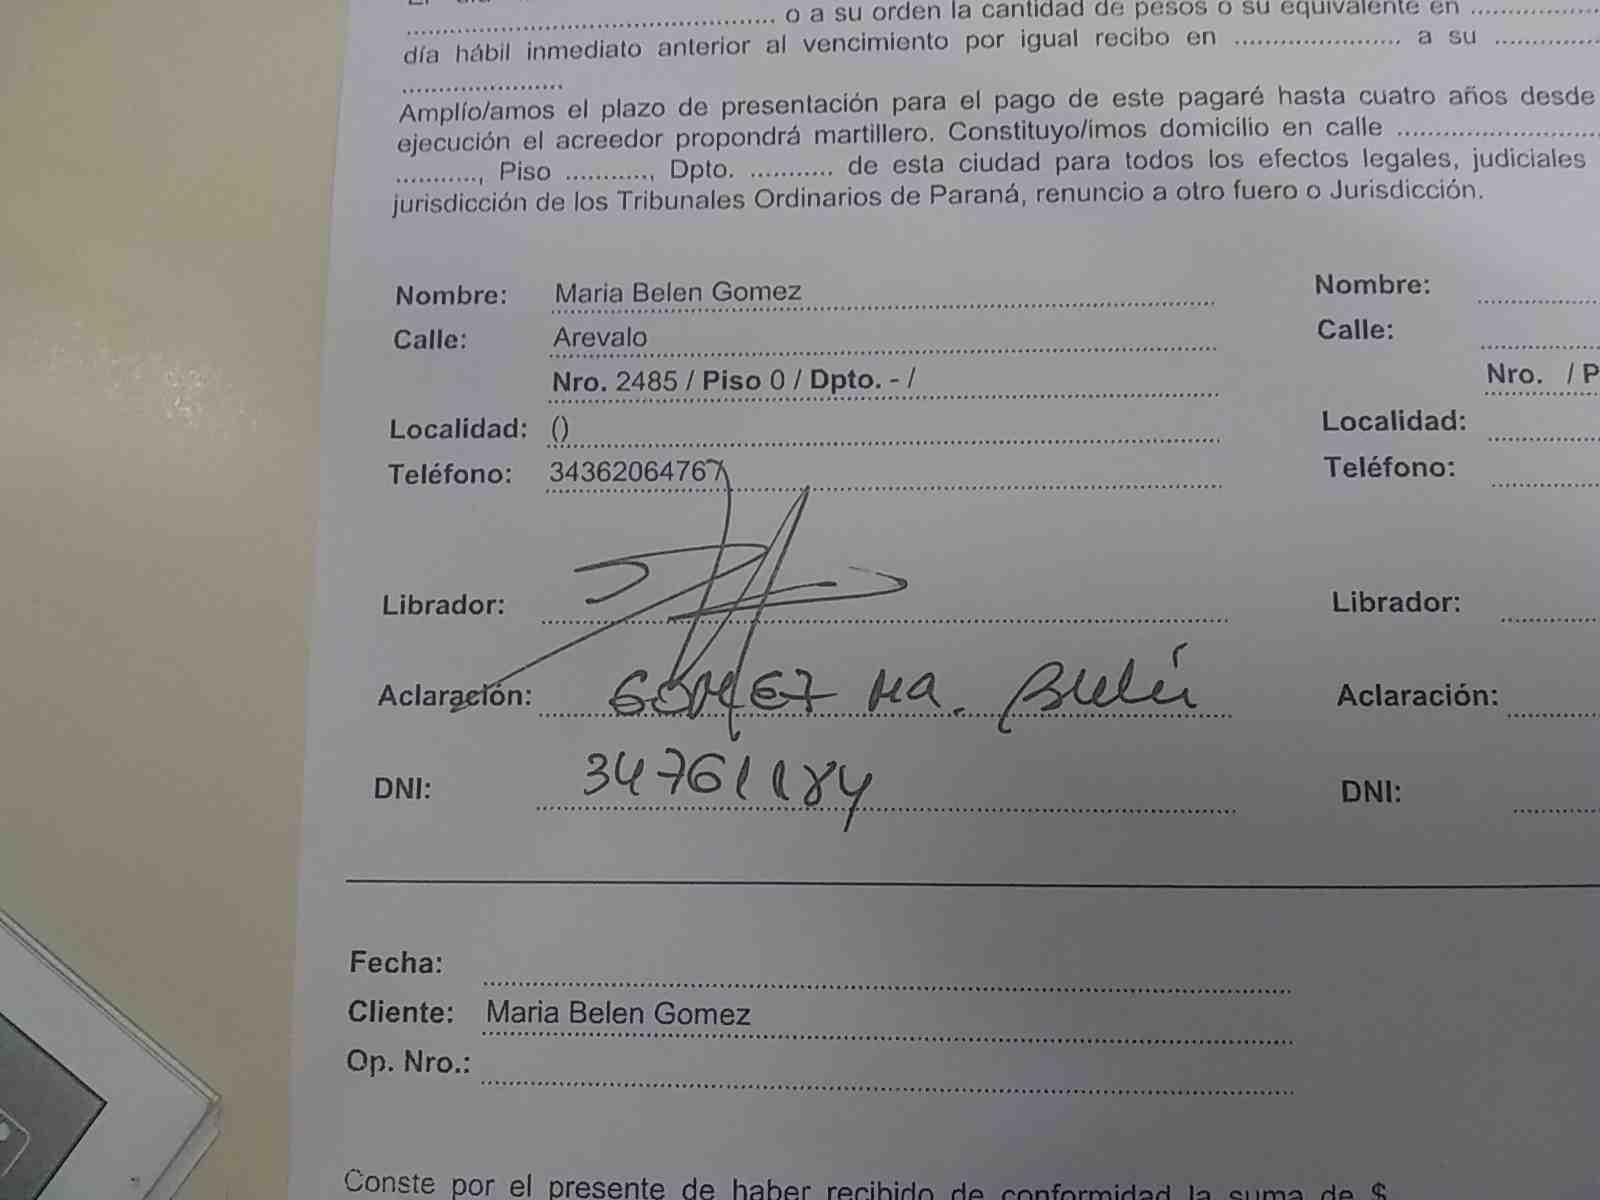 .......................................................... o a su orden la cantidad de pesos o su equivalente en ....................
día hábil inmediato anterior al vencimiento por igual recibo en ........................ a su ...............
.......................
Amplío/amos el plazo de presentación para el pago de este pagaré hasta cuatro años desde
ejecución el acreedor propondrá martillero. Constituyo/imos domicilio en calle ..............................
..........., Piso ..........., Dpto. ........... de esta ciudad para todos los efectos legales, judiciales
jurisdicción de los Tribunales Ordinarios de Paraná, renuncio a otro fuero o Jurisdicción.
Nombre: Maria Belen Gomez
Calle: Arevalo
Nro. 2485 / Piso 0 / Dpto. - /
Localidad: ()
Teléfono: 3436206476
Librador:
Aclaración: GOMEZ MA. Belén
DNI: 34761184
Nombre:
Calle:
Nro. / P
Localidad:
Teléfono:
Librador:
Aclaración:
DNI:
Fecha:
Cliente: Maria Belen Gomez
Op. Nro.:
Conste por el presente de haber recibido de conformidad la suma de $